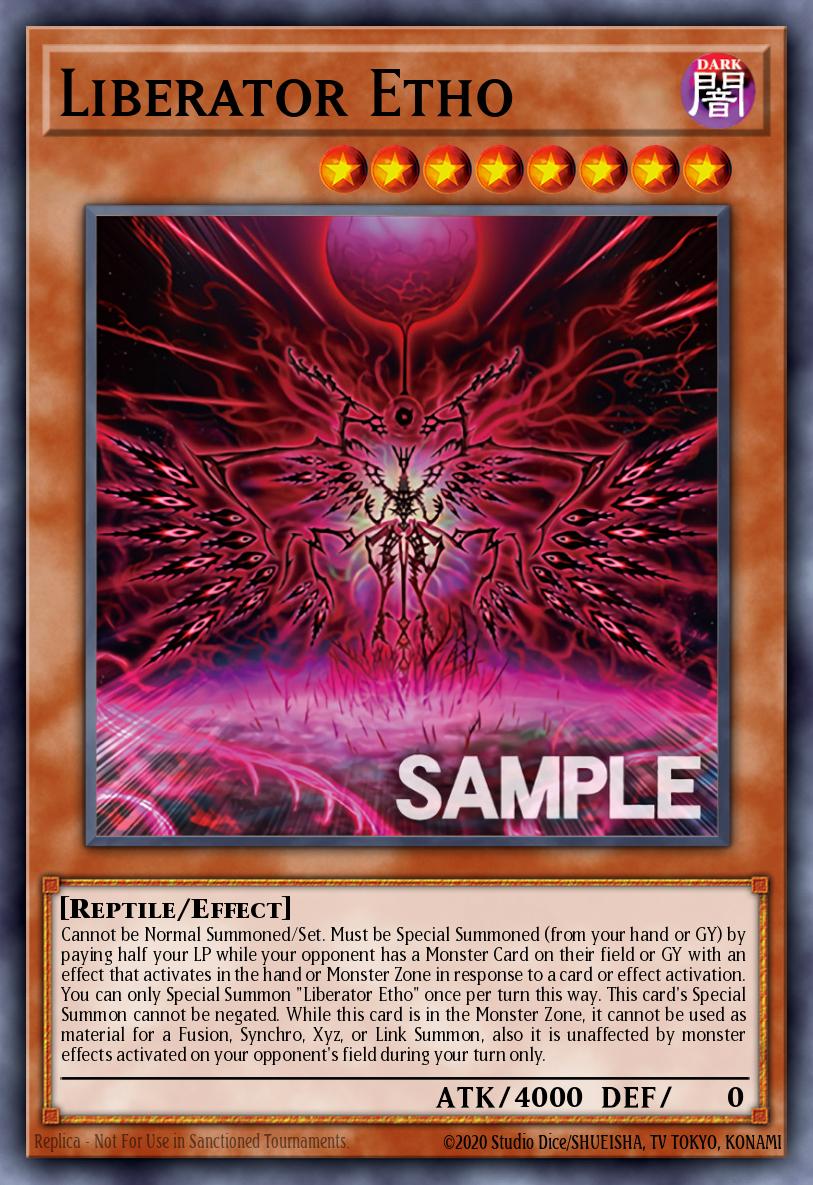 Liberator Etho
DARK
闇
SAMPLE
[Reptile/Effect]
Cannot be Normal Summoned/Set. Must be Special Summoned (from your hand or GY) by
paying half your LP while your opponent has a Monster Card on their field or GY with an
effect that activates in the hand or Monster Zone in response to a card or effect activation.
You can only Special Summon "Liberator Etho" once per turn this way. This card's Special
Summon cannot be negated. While this card is in the Monster Zone, it cannot be used as
material for a Fusion, Synchro, Xyz, or Link Summon, also it is unaffected by monster
effects activated on your opponent's field during your turn only.
ATK/4000 DEF/ 0
Replica - Not For Use in Sanctioned Tournaments.
©2020 Studio Dice/SHUEISHA, TV TOKYO, KONAMI